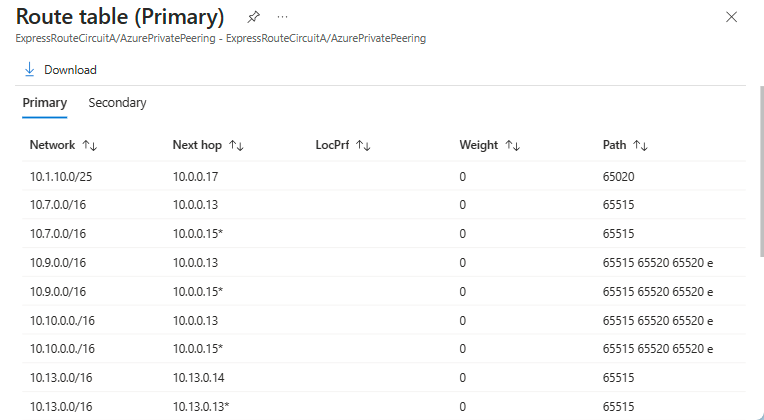 Route table (Primary)
ExpressRouteCircuitA/AzurePrivatePeering - ExpressRouteCircuitA/AzurePrivatePeering
Download
Primary Secondary
Network Next hop LocPrf Weight Path
10.1.10.0/25 10.0.0.17 0 65020
10.7.0.0/16 10.0.0.13 0 65515
10.7.0.0/16 10.0.0.15* 0 65515
10.9.0.0/16 10.0.0.13 0 65515 65520 65520 e
10.9.0.0/16 10.0.0.15* 0 65515 65520 65520 e
10.10.0.0./16 10.0.0.13 0 65515 65520 65520 e
10.10.0.0./16 10.0.0.15* 0 65515 65520 65520 e
10.13.0.0/16 10.13.0.14 0 65515
10.13.0.0/16 10.13.0.13* 0 65515